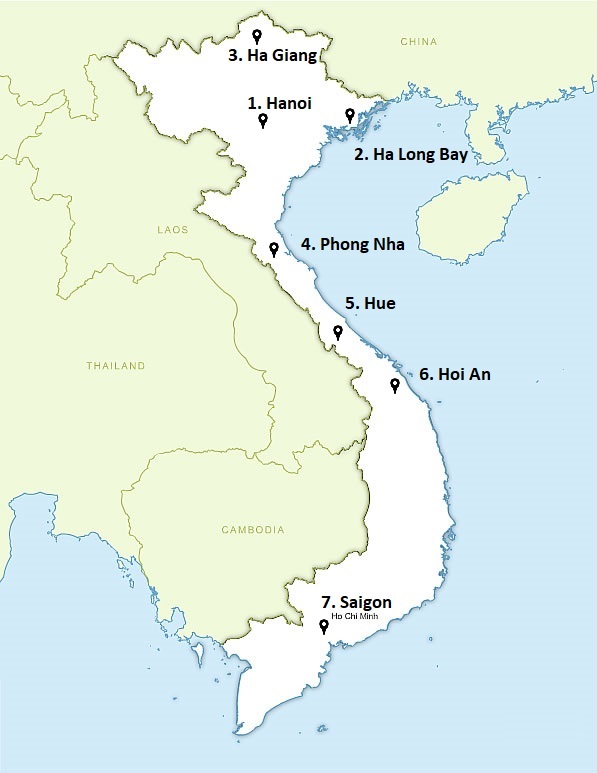 CHINA
3. Ha Giang
1. Hanoi
2. Ha Long Bay
LAOS
4. Phong Nha
5. Hue
THAILAND
6. Hoi An
CAMBODIA
7. Saigon
Ho Chi Minh